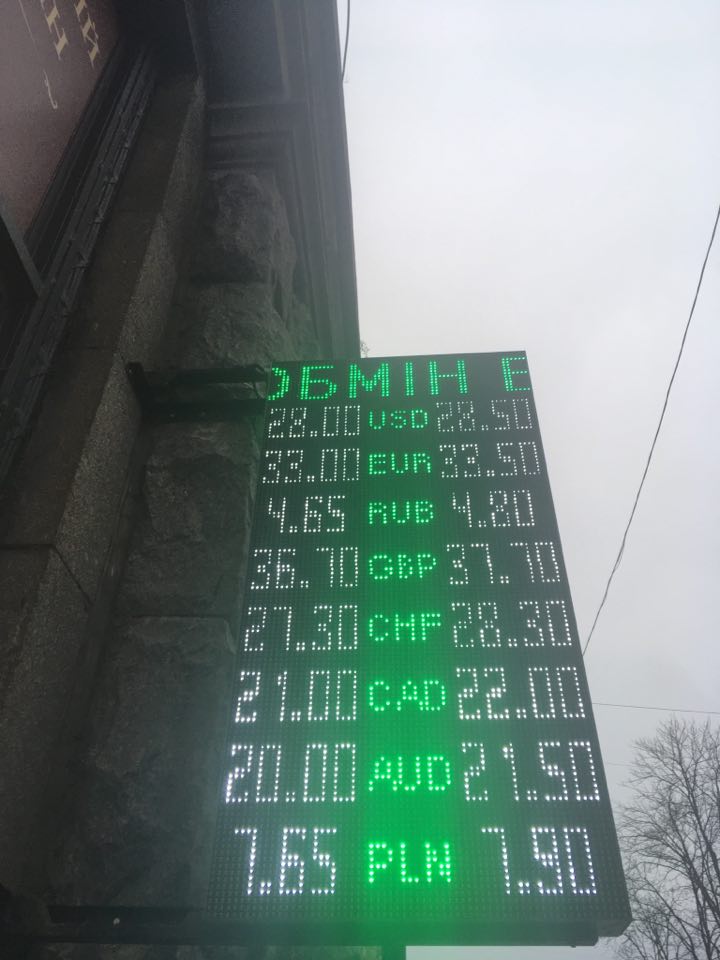 ОБМІН
28.00 USD 28.50
33.00 EUR 33.50
4.65 RUB 4.80
36.70 GBP 37.70
27.30 CHF 28.30
21.00 CAD 22.00
20.00 AUD 21.50
7.65 PLN 7.90